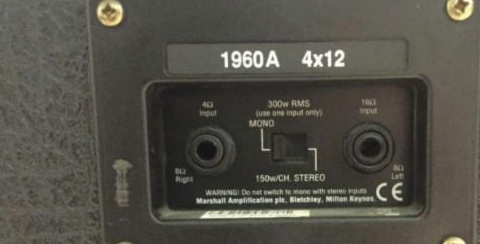 1960A 4x12
4Ω 300w RMS 16Ω
Input (use one input only) Input
MONO
8Ω 8Ω
Right 150w/CH. STEREO Left
WARNING! Do not switch to mono with stereo inputs
Marshall Amplification plc, Bletchley, Milton Keynes. CE